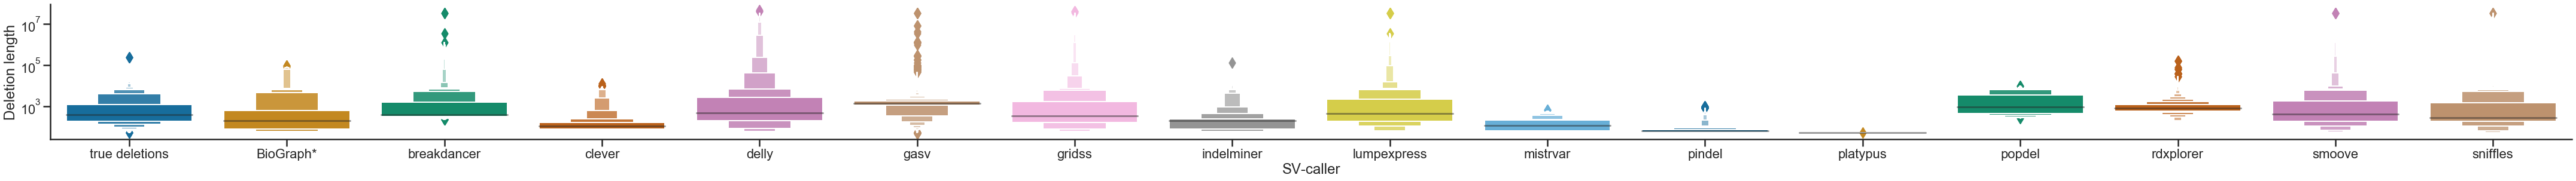 Deletion length
10^7
10^5
10^3
true deletions
BioGraph*
breakdancer
clever
delly
gasv
gridss
indelminer
lumpexpress
mistrvar
pindel
platypus
popdel
rdxplorer
smoove
sniffles
SV-caller